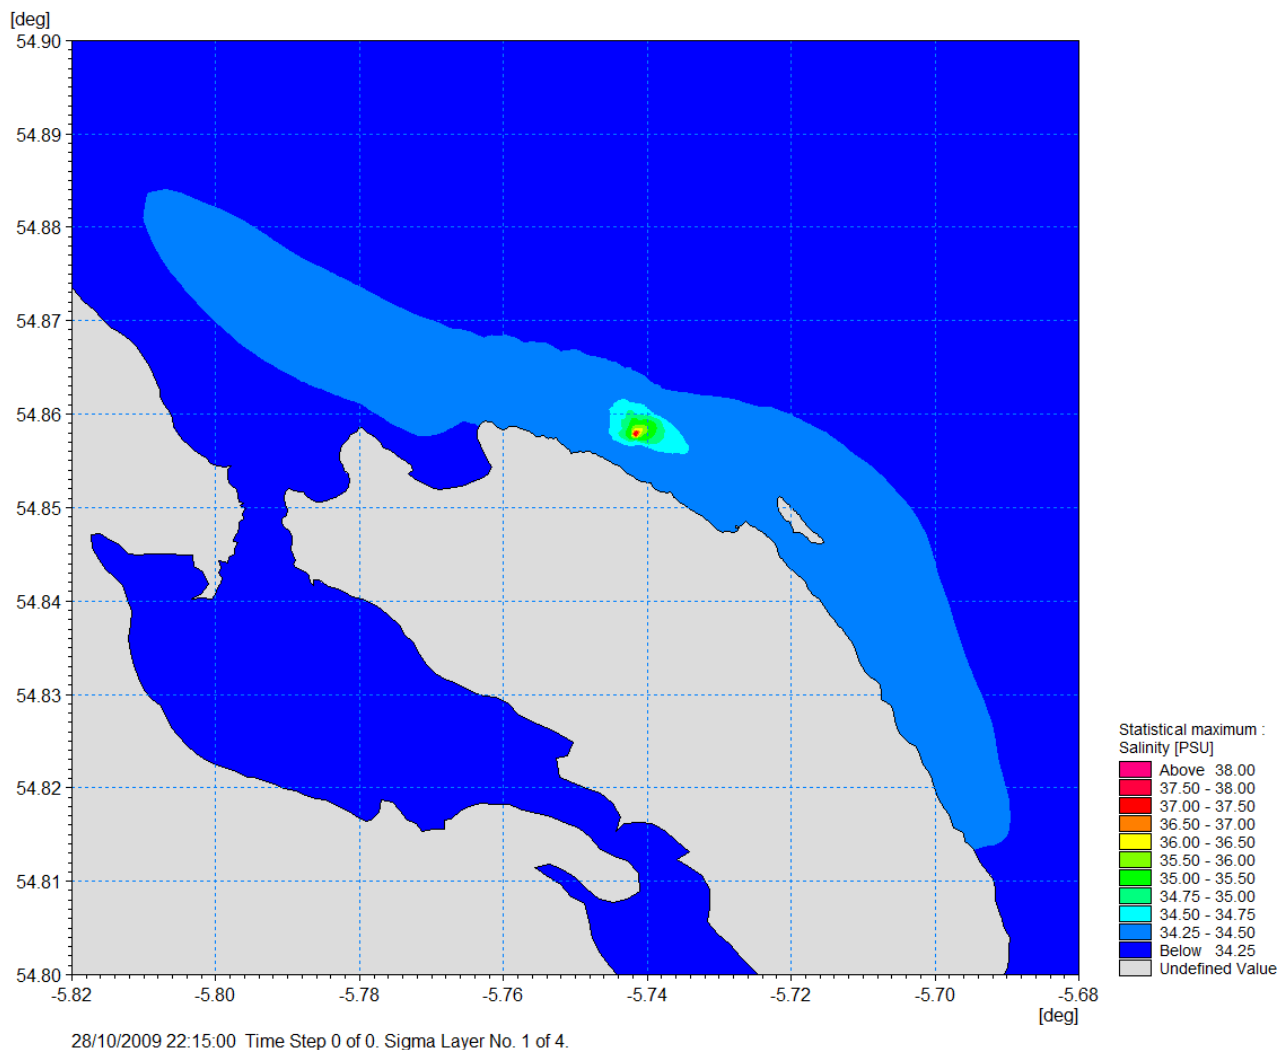 [deg]
54.90
54.89
54.88
54.87
54.86
54.85
54.84
54.83
54.82
54.81
54.80
-5.82 -5.80 -5.78 -5.76 -5.74 -5.72 -5.70 -5.68
[deg]
Statistical maximum :
Salinity [PSU]
Above 38.00
37.50 - 38.00
37.00 - 37.50
36.50 - 37.00
36.00 - 36.50
35.50 - 36.00
35.00 - 35.50
34.75 - 35.00
34.50 - 34.75
34.25 - 34.50
Below 34.25
Undefined Value
28/10/2009 22:15:00 Time Step 0 of 0. Sigma Layer No. 1 of 4.